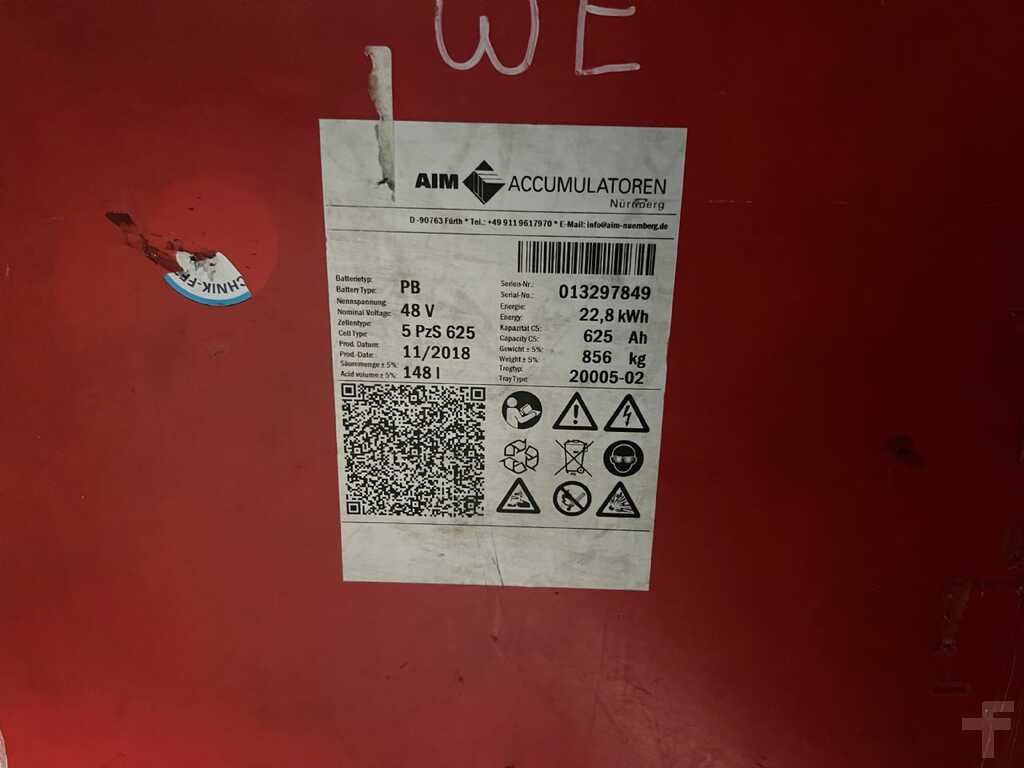 WE
AIM ACCUMULATOREN
Nürnberg
D-90763 Fürth * Tel.: +49 911 9617970 * E-Mail: info@aim-nuernberg.de
Batterietyp:
Battery Type: PB
Nennspannung:
Nominal Voltage: 48 V
Zellentype:
Cell Type: 5 PzS 625
Prod. Datum:
Prod.-Date: 11/2018
Säuremenge ± 5%:
Acid volume ± 5%: 148 l
Serien-Nr.:
Serial-No.: 013297849
Energie:
Energy: 22,8 kWh
Kapazität C5:
Capacity C5: 625 Ah
Gewicht ± 5%:
Weight ± 5%: 856 kg
Trogtyp:
Tray Type: 20005-02
CHNIK-FE